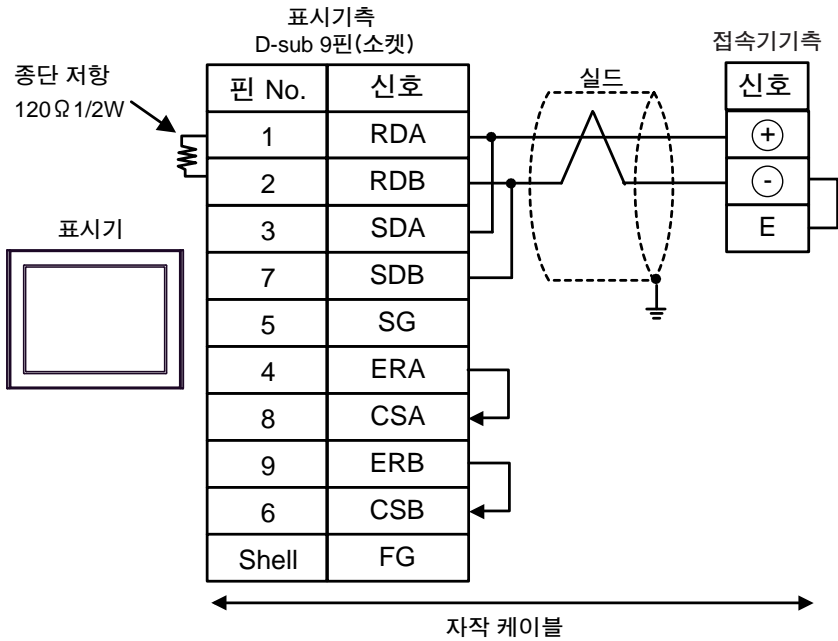 표시기측
D-sub 9핀(소켓)
접속기기측
종단 저항
120Ω1/2W
실드
핀 No. 신호 신호
1 RDA +
2 RDB -
3 SDA E
표시기
7 SDB
5 SG
4 ERA
8 CSA
9 ERB
6 CSB
Shell FG
자작 케이블